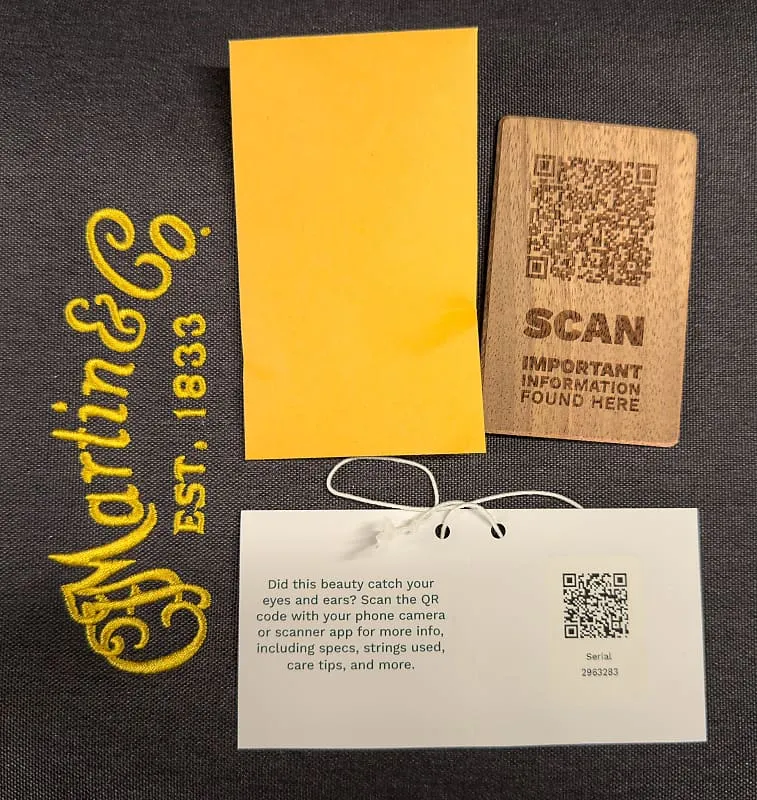 Martin & Co.
EST. 1833
SCAN
IMPORTANT
INFORMATION
FOUND HERE
Did this beauty catch your
eyes and ears? Scan the QR
code with your phone camera
or scanner app for more info,
including specs, strings used,
care tips, and more.
Serial
2963283